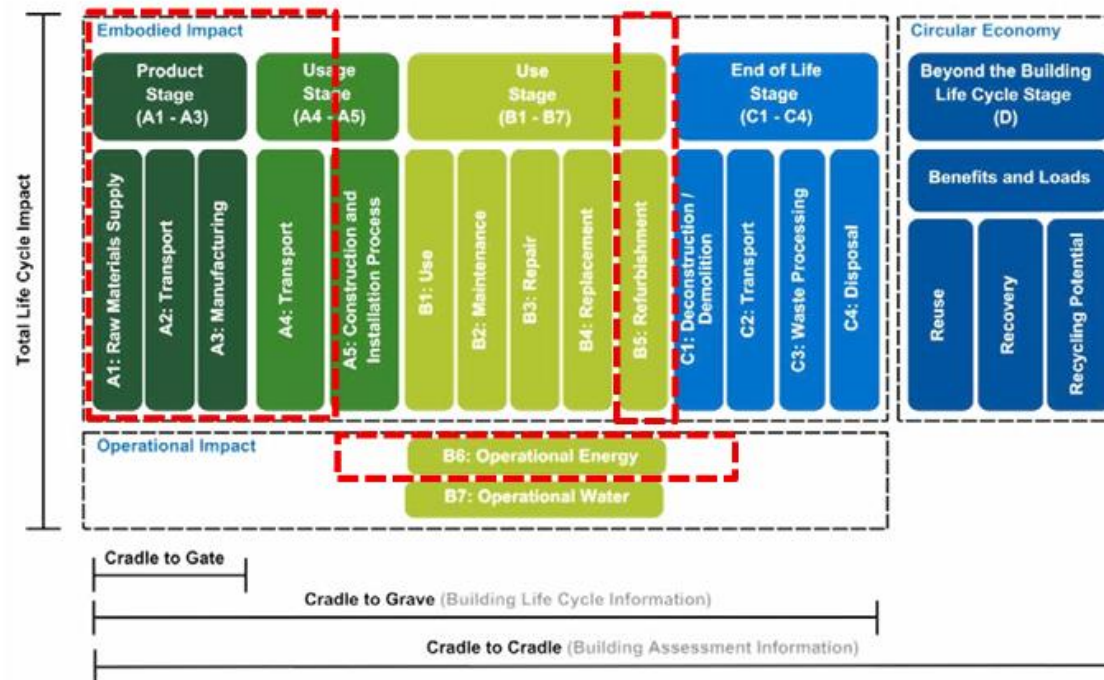 Total Life Cycle Impact
Embodied Impact
Product
Stage
(A1 - A3)
Usage
Stage
(A4 - A5)
Use
Stage
(B1 - B7)
End of Life
Stage
(C1 - C4)
A1: Raw Materials Supply
A2: Transport
A3: Manufacturing
A4: Transport
A5: Construction and
Installation Process
B1: Use
B2: Maintenance
B3: Repair
B4: Replacement
B5: Refurbishment
C1: Deconstruction /
Demolition
C2: Transport
C3: Waste Processing
C4: Disposal
Circular Economy
Beyond the Building
Life Cycle Stage
(D)
Benefits and Loads
Reuse
Recovery
Recycling Potential
Operational Impact
B6: Operational Energy
B7: Operational Water
Cradle to Gate
Cradle to Grave (Building Life Cycle Information)
Cradle to Cradle (Building Assessment Information)